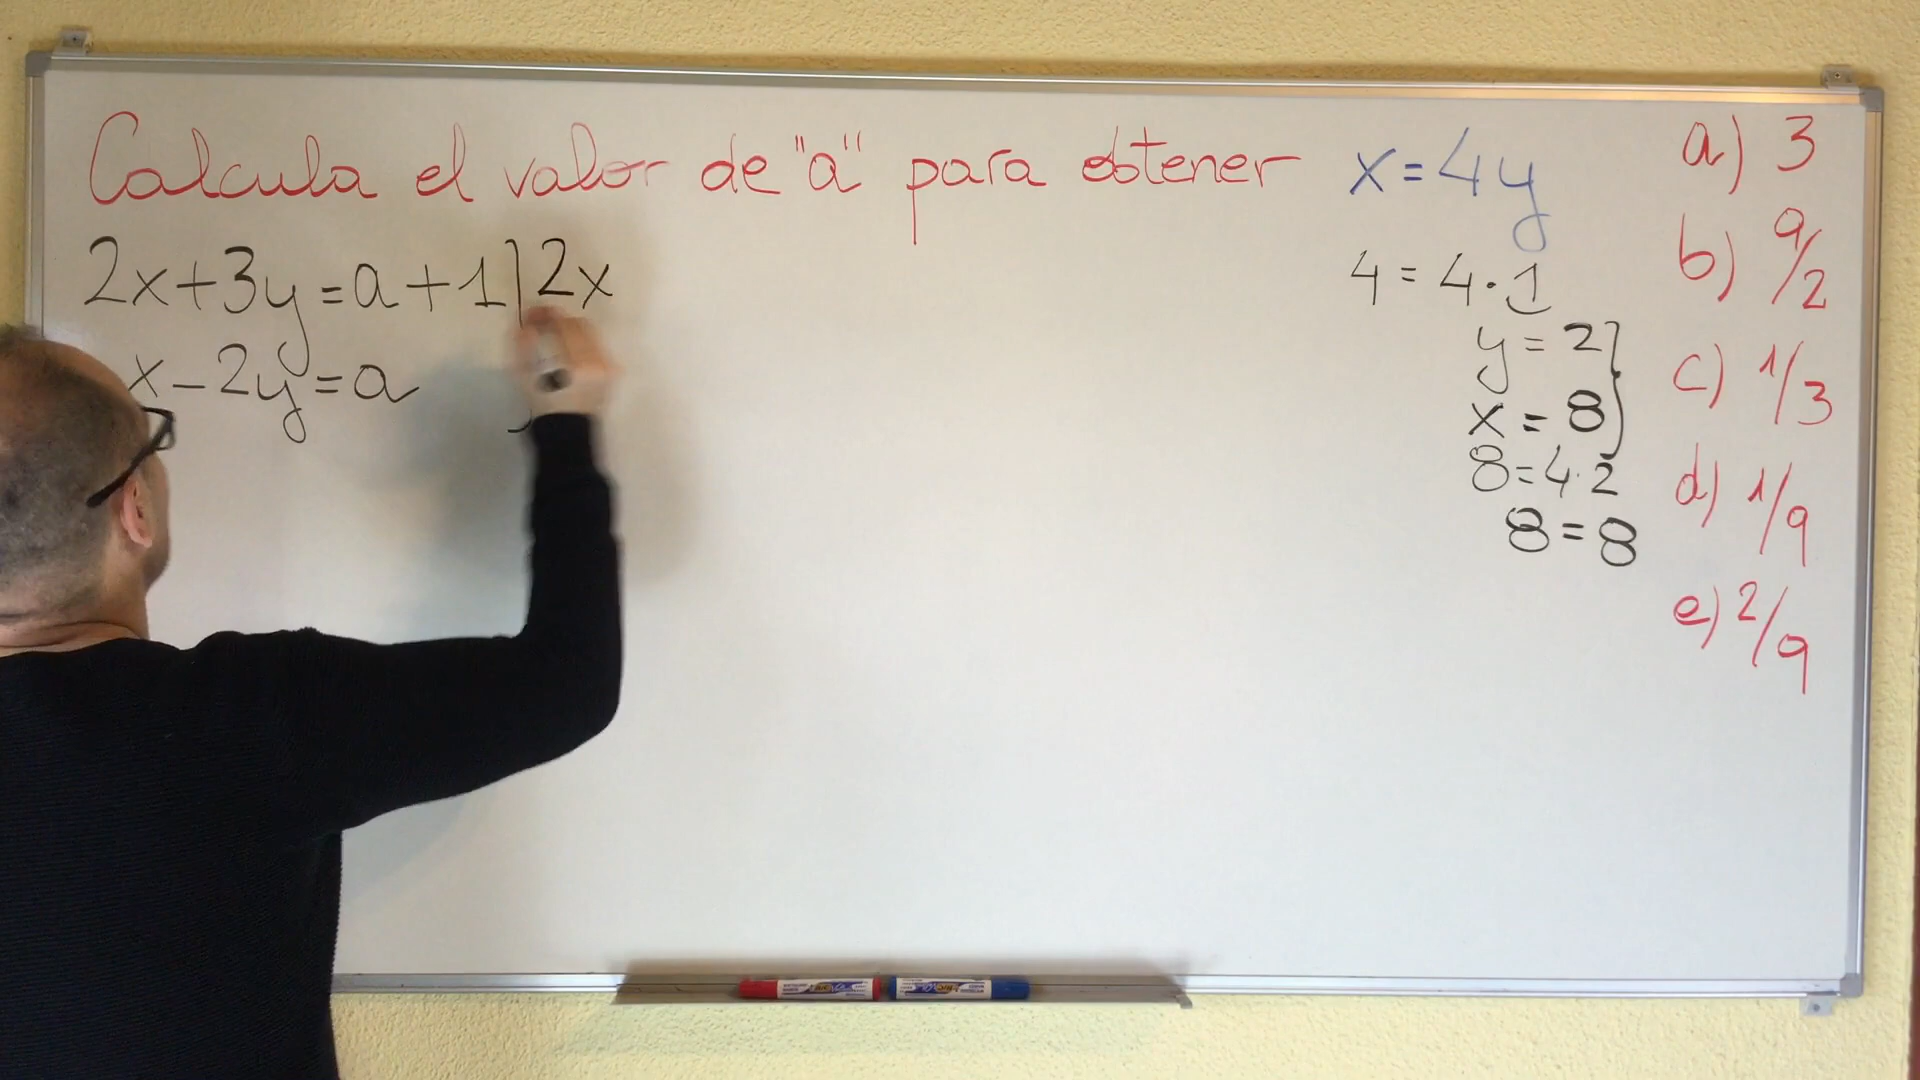 Calcula el valor de "a" para obtener x=4y
2x+3y=a+1 2x
x-2y=a
4=4·1
y=2
x=8
8=4·2
8=8
a) 3
b) 9/2
c) 1/3
d) 1/9
e) 2/9